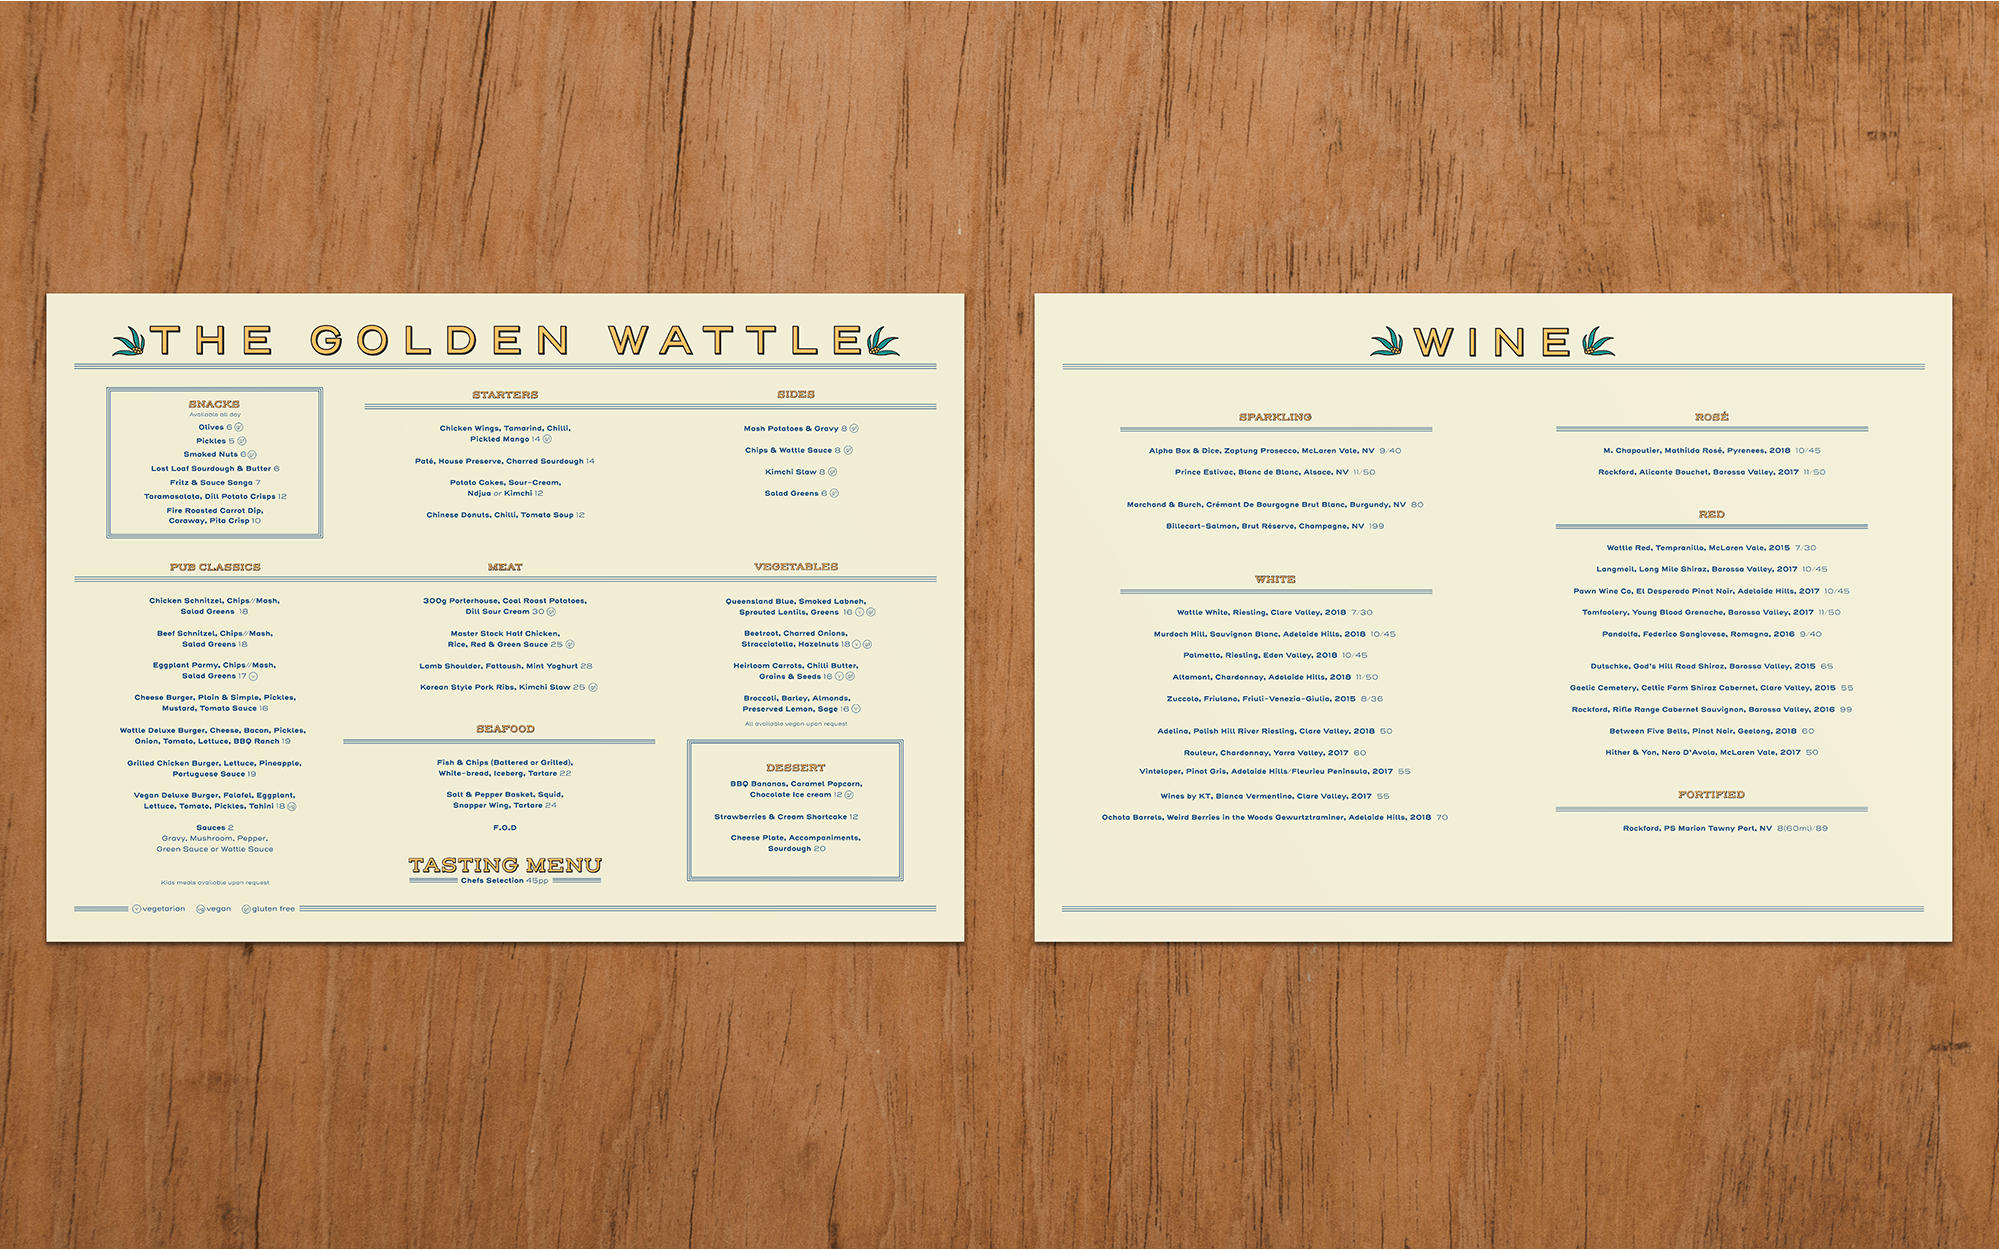 THE GOLDEN WATTLE
SNACKS
Available all day
Olives 6 gf
Pickles 5 gf
Smoked Nuts 6 gf
Lost Loaf Sourdough & Butter 6
Fritz & Sauce Sanga 7
Taramasalata, Dill Potato Crisps 12
Fire Roasted Carrot Dip,
Caraway, Pita Crisp 10
STARTERS
Chicken Wings, Tamarind, Chilli,
Pickled Mango 14 gf
Paté, House Preserve, Charred Sourdough 14
Potato Cakes, Sour-Cream,
Ndjua or Kimchi 12
Chinese Donuts, Chilli, Tomato Soup 12
SIDES
Mash Potatoes & Gravy 8 gf
Chips & Wattle Sauce 8 gf
Kimchi Slaw 8 gf
Salad Greens 6 gf
PUB CLASSICS
Chicken Schnitzel, Chips//Mash,
Salad Greens 18
Beef Schnitzel, Chips//Mash,
Salad Greens 18
Eggplant Parmy, Chips//Mash,
Salad Greens 17 v
Cheese Burger, Plain & Simple, Pickles,
Mustard, Tomato Sauce 16
Wattle Deluxe Burger, Cheese, Bacon, Pickles,
Onion, Tomato, Lettuce, BBQ Ranch 19
Grilled Chicken Burger, Lettuce, Pineapple,
Portuguese Sauce 19
Vegan Deluxe Burger, Falafel, Eggplant,
Lettuce, Tomato, Pickles, Tahini 18 vg
Sauces 2
Gravy, Mushroom, Pepper,
Green Sauce or Wattle Sauce
Kids meals available upon request
MEAT
300g Porterhouse, Coal Roast Potatoes,
Dill Sour Cream 30 gf
Master Stock Half Chicken,
Rice, Red & Green Sauce 25 gf
Lamb Shoulder, Fattoush, Mint Yoghurt 28
Korean Style Pork Ribs, Kimchi Slaw 25 gf
SEAFOOD
Fish & Chips (Battered or Grilled),
White-bread, Iceberg, Tartare 22
Salt & Pepper Basket, Squid,
Snapper Wing, Tartare 24
F.O.D
TASTING MENU
Chefs Selection 45pp
VEGETABLES
Queensland Blue, Smoked Labneh,
Sprouted Lentils, Greens 16 v gf
Beetroot, Charred Onions,
Stracciatella, Hazelnuts 18 v gf
Heirloom Carrots, Chilli Butter,
Grains & Seeds 16 v gf
Broccoli, Barley, Almonds,
Preserved Lemon, Sage 16 v
All available vegan upon request
DESSERT
BBQ Bananas, Caramel Popcorn,
Chocolate Ice cream 12 gf
Strawberries & Cream Shortcake 12
Cheese Plate, Accompaniments,
Sourdough 20
v vegetarian vg vegan gf gluten free
WINE
SPARKLING
Alpha Box & Dice, Zaptung Prosecco, McLaren Vale, NV 9/40
Prince Estivac, Blanc de Blanc, Alsace, NV 11/50
Marchand & Burch, Crémant De Bourgogne Brut Blanc, Burgundy, NV 80
Billecart-Salmon, Brut Réserve, Champagne, NV 199
WHITE
Wattle White, Riesling, Clare Valley, 2018 7/30
Murdoch Hill, Sauvignon Blanc, Adelaide Hills, 2018 10/45
Palmetto, Riesling, Eden Valley, 2018 10/45
Altamont, Chardonnay, Adelaide Hills, 2018 11/50
Zuccolo, Friulano, Friuli-Venezia-Giulia, 2015 8/36
Adelina, Polish Hill River Riesling, Clare Valley, 2018 50
Rouleur, Chardonnay, Yarra Valley, 2017 60
Vinteloper, Pinot Gris, Adelaide Hills/Fleurieu Peninsula, 2017 55
Wines by KT, Bianca Vermentino, Clare Valley, 2017 55
Ochota Barrels, Weird Berries in the Woods Gewurtztraminer, Adelaide Hills, 2018 70
ROSÉ
M. Chapoutier, Mathilda Rosé, Pyrenees, 2018 10/45
Rockford, Alicante Bouchet, Barossa Valley, 2017 11/50
RED
Wattle Red, Tempranillo, McLaren Vale, 2015 7/30
Langmeil, Long Mile Shiraz, Barossa Valley, 2017 10/45
Pawn Wine Co, El Desperado Pinot Noir, Adelaide Hills, 2017 10/45
Tomfoolery, Young Blood Grenache, Barossa Valley, 2017 11/50
Pandolfa, Federico Sangiovese, Romagna, 2016 9/40
Dutschke, God's Hill Road Shiraz, Barossa Valley, 2015 65
Gaelic Cemetery, Celtic Farm Shiraz Cabernet, Clare Valley, 2015 55
Rockford, Rifle Range Cabernet Sauvignon, Barossa Valley, 2016 99
Between Five Bells, Pinot Noir, Geelong, 2018 60
Hither & Yon, Nero D'Avola, McLaren Vale, 2017 50
FORTIFIED
Rockford, PS Marion Tawny Port, NV 8(60ml)/89